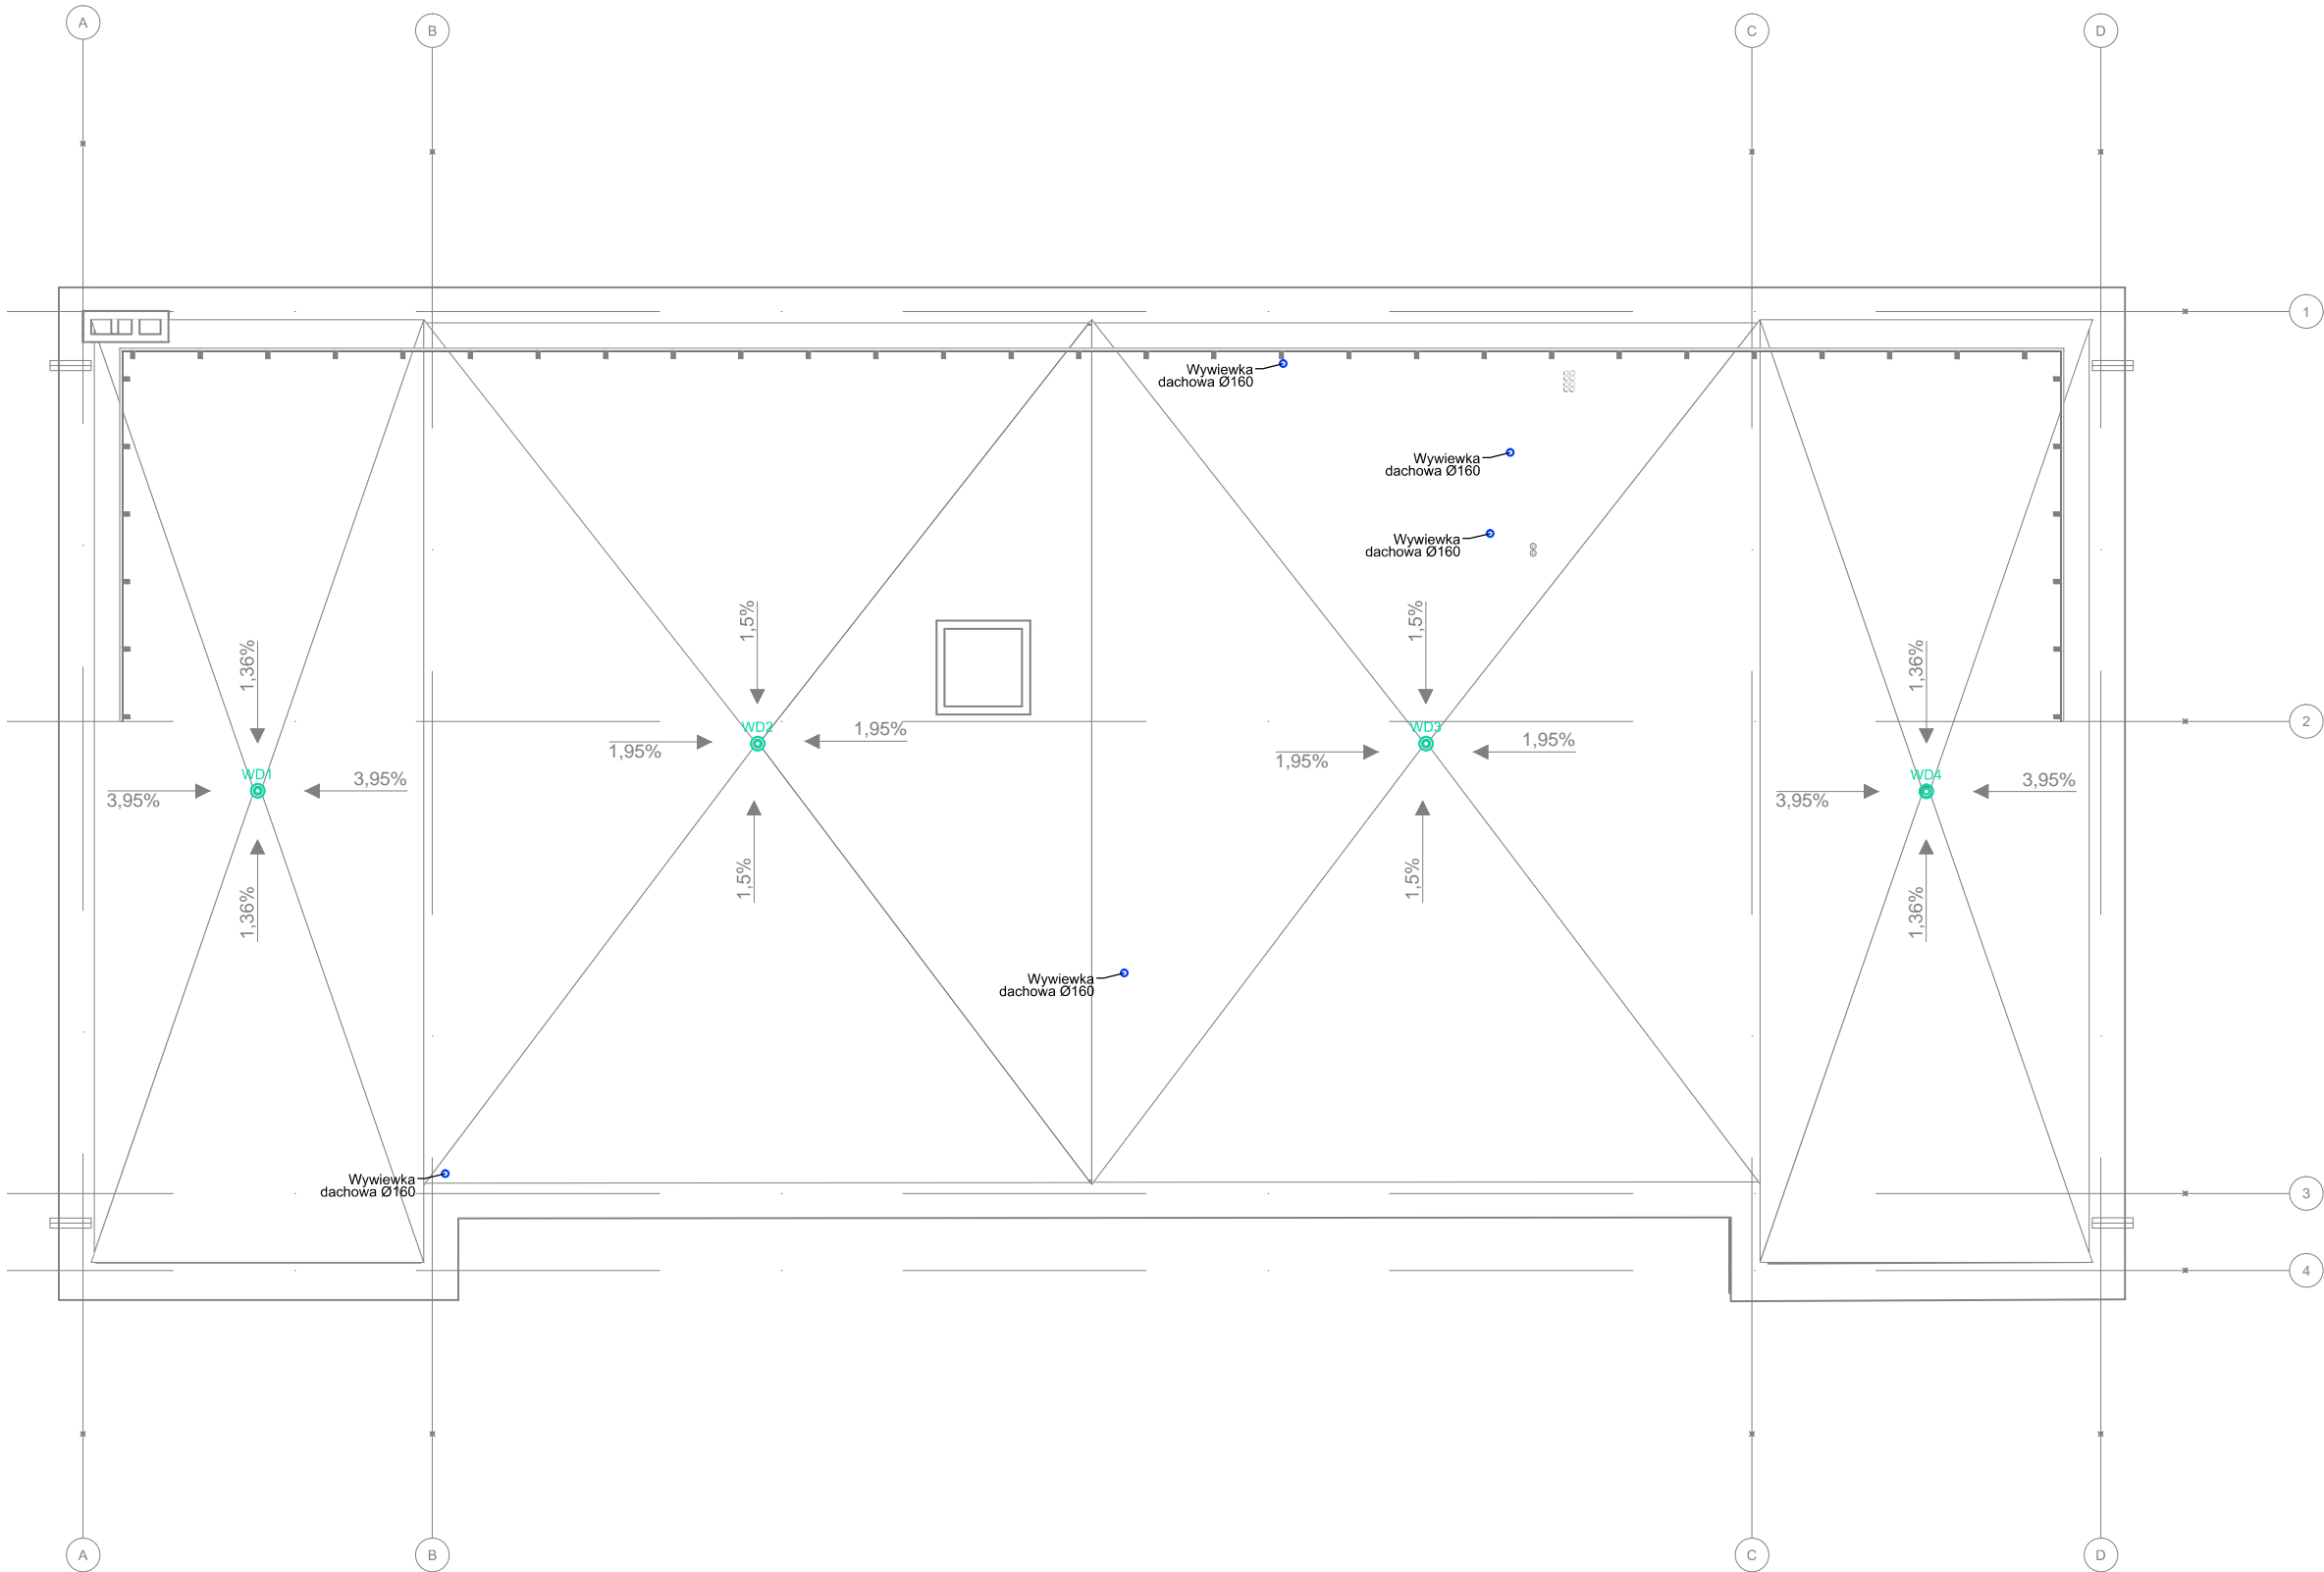 A
B
C
D
1
Wywiewka
dachowa Ø160
Wywiewka
dachowa Ø160
Wywiewka
dachowa Ø160
1,5%
1,5%
1,36%
1,36%
2
WD2
WD3
1,95%
1,95%
1,95%
1,95%
WD1
WD4
3,95%
3,95%
3,95%
3,95%
1,5%
1,5%
1,36%
1,36%
Wywiewka
dachowa Ø160
Wywiewka
dachowa Ø160
3
4
A
B
C
D